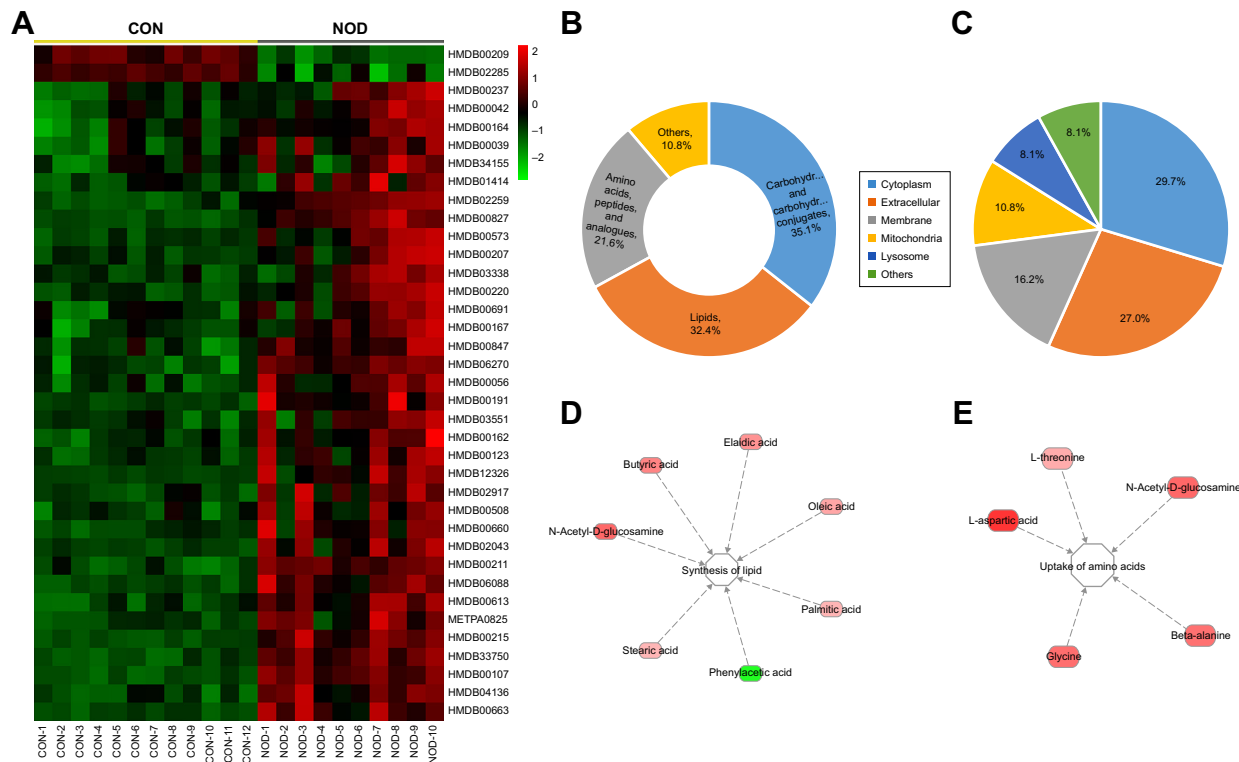 A
CON
NOD
2
1
0
−1
−2
HMDB00209
HMDB02285
HMDB00237
HMDB00042
HMDB00164
HMDB00039
HMDB34155
HMDB01414
HMDB02259
HMDB00827
HMDB00573
HMDB00207
HMDB03338
HMDB00220
HMDB00691
HMDB00167
HMDB00847
HMDB06270
HMDB00056
HMDB00191
HMDB03551
HMDB00162
HMDB00123
HMDB12326
HMDB02917
HMDB00508
HMDB00660
HMDB02043
HMDB00211
HMDB06088
HMDB00613
METPA0825
HMDB00215
HMDB33750
HMDB00107
HMDB04136
HMDB00663
CON-1
CON-2
CON-3
CON-4
CON-5
CON-6
CON-7
CON-8
CON-9
CON-10
CON-11
CON-12
NOD-1
NOD-2
NOD-3
NOD-4
NOD-5
NOD-6
NOD-7
NOD-8
NOD-9
NOD-10
B
Others,
10.8%
Amino
acids,
peptides,
and
analogues,
21.6%
Carbohydr...
and
carbohydr...
conjugates,
35.1%
Lipids,
32.4%
Cytoplasm
Extracellular
Membrane
Mitochondria
Lysosome
Others
C
8.1%
8.1%
29.7%
10.8%
16.2%
27.0%
D
Elaidic acid
Butyric acid
Oleic acid
N-Acetyl-D-glucosamine
Synthesis of lipid
Palmitic acid
Stearic acid
Phenylacetic acid
E
L-threonine
N-Acetyl-D-glucosamine
L-aspartic acid
Uptake of amino acids
Beta-alanine
Glycine